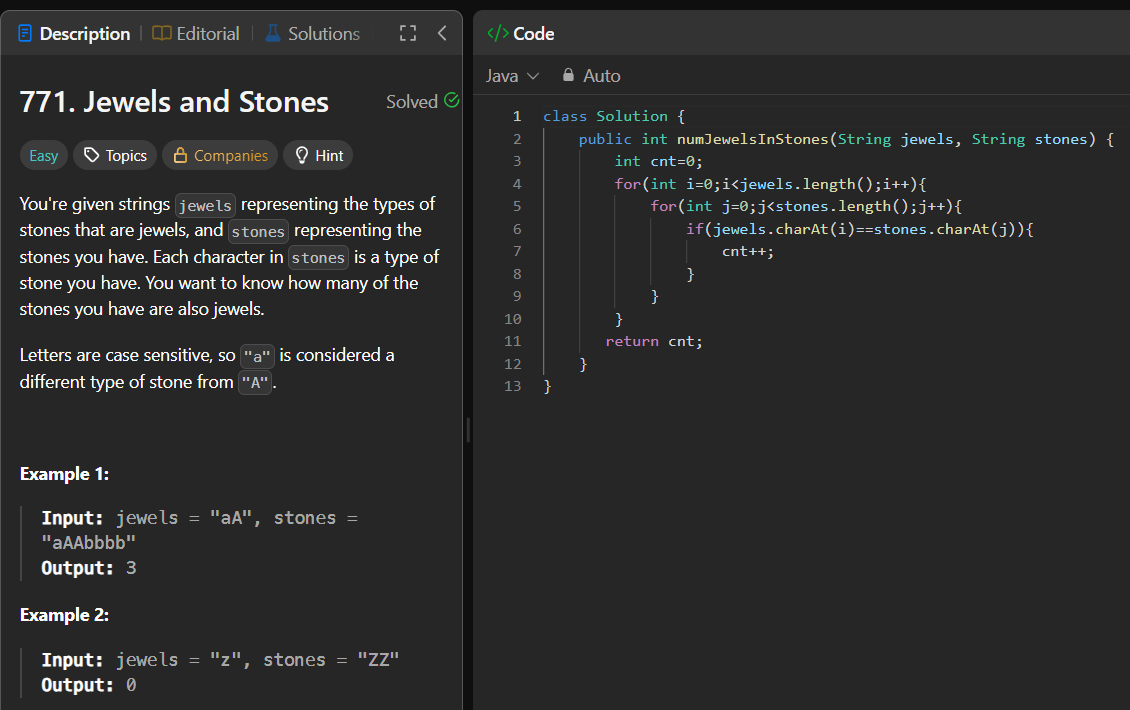 Description Editorial Solutions
771. Jewels and Stones Solved
Easy Topics Companies Hint
You're given strings jewels representing the types of
stones that are jewels, and stones representing the
stones you have. Each character in stones is a type of
stone you have. You want to know how many of the
stones you have are also jewels.
Letters are case sensitive, so "a" is considered a
different type of stone from "A".
Example 1:
Input: jewels = "aA", stones =
"aAAbbbb"
Output: 3
Example 2:
Input: jewels = "z", stones = "ZZ"
Output: 0
</> Code
Java Auto
1 class Solution {
2 public int numJewelsInStones(String jewels, String stones) {
3 int cnt=0;
4 for(int i=0;i<jewels.length();i++){
5 for(int j=0;j<stones.length();j++){
6 if(jewels.charAt(i)==stones.charAt(j)){
7 cnt++;
8 }
9 }
10 }
11 return cnt;
12 }
13 }